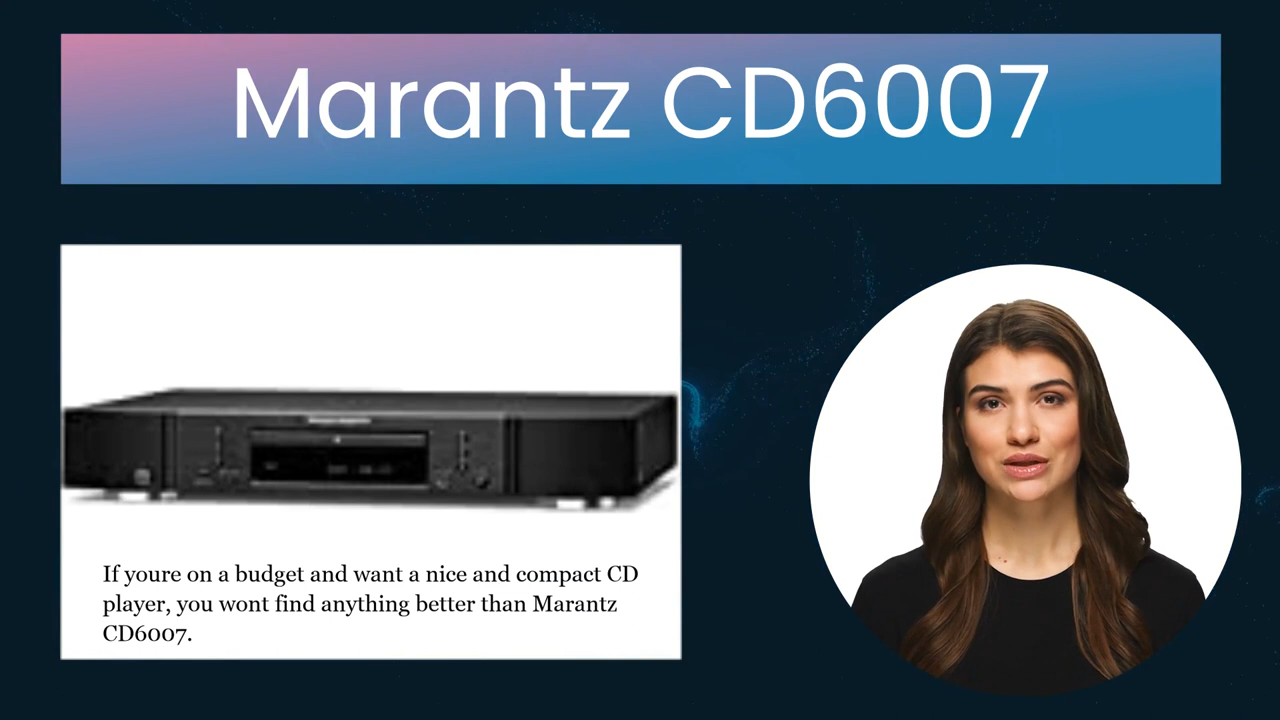 Marantz CD6007
If youre on a budget and want a nice and compact CD
player, you wont find anything better than Marantz
CD6007.